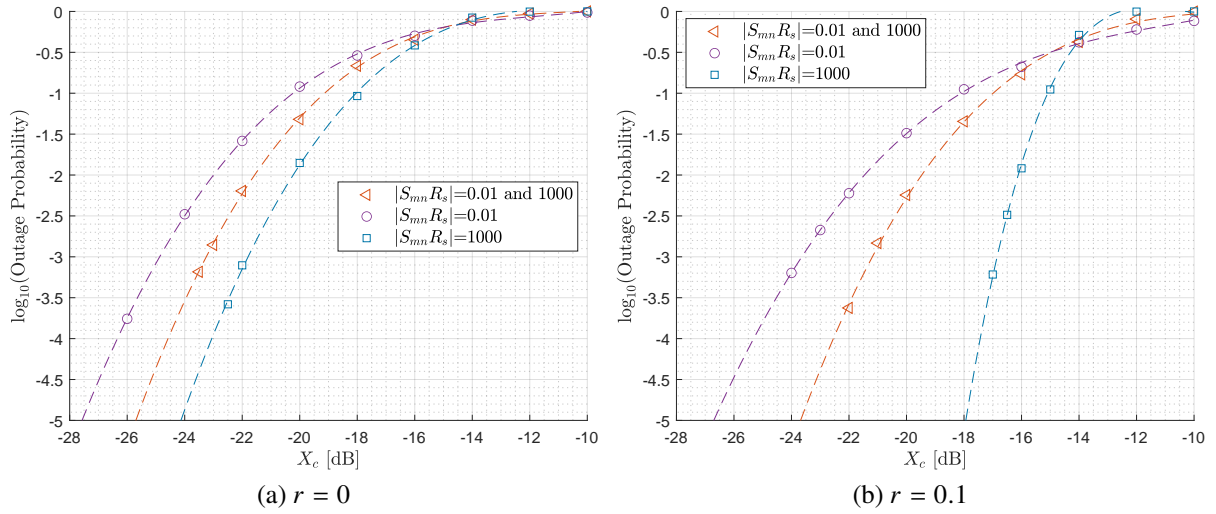 0
-0.5
-1
-1.5
-2
-2.5
-3
-3.5
-4
-4.5
-5
log10(Outage Probability)
|SmnRs|=0.01 and 1000
|SmnRs|=0.01
|SmnRs|=1000
-28 -26 -24 -22 -20 -18 -16 -14 -12 -10
Xc [dB]
(a) r = 0
0
-0.5
-1
-1.5
-2
-2.5
-3
-3.5
-4
-4.5
-5
log10(Outage Probability)
|SmnRs|=0.01 and 1000
|SmnRs|=0.01
|SmnRs|=1000
-28 -26 -24 -22 -20 -18 -16 -14 -12 -10
Xc [dB]
(b) r = 0.1